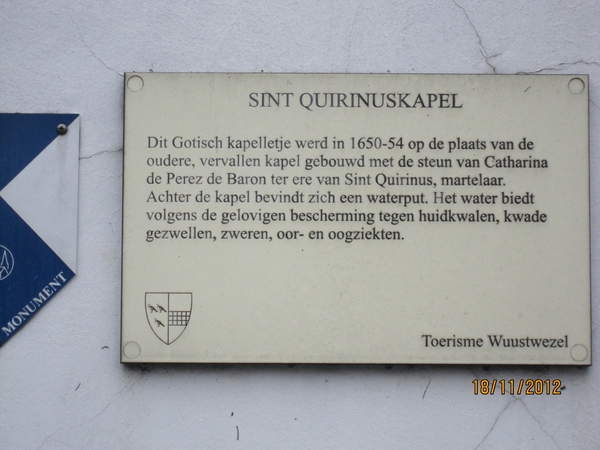 SINT QUIRINUSKAPEL
Dit Gotisch kapelletje werd in 1650-54 op de plaats van de
oudere, vervallen kapel gebouwd met de steun van Catharina
de Perez de Baron ter ere van Sint Quirinus, martelaar.
Achter de kapel bevindt zich een waterput. Het water biedt
volgens de gelovigen bescherming tegen huidkwalen, kwade
gezwellen, zweren, oor- en oogziekten.
Toerisme Wuustwezel
MONUMENT
18/11/2012